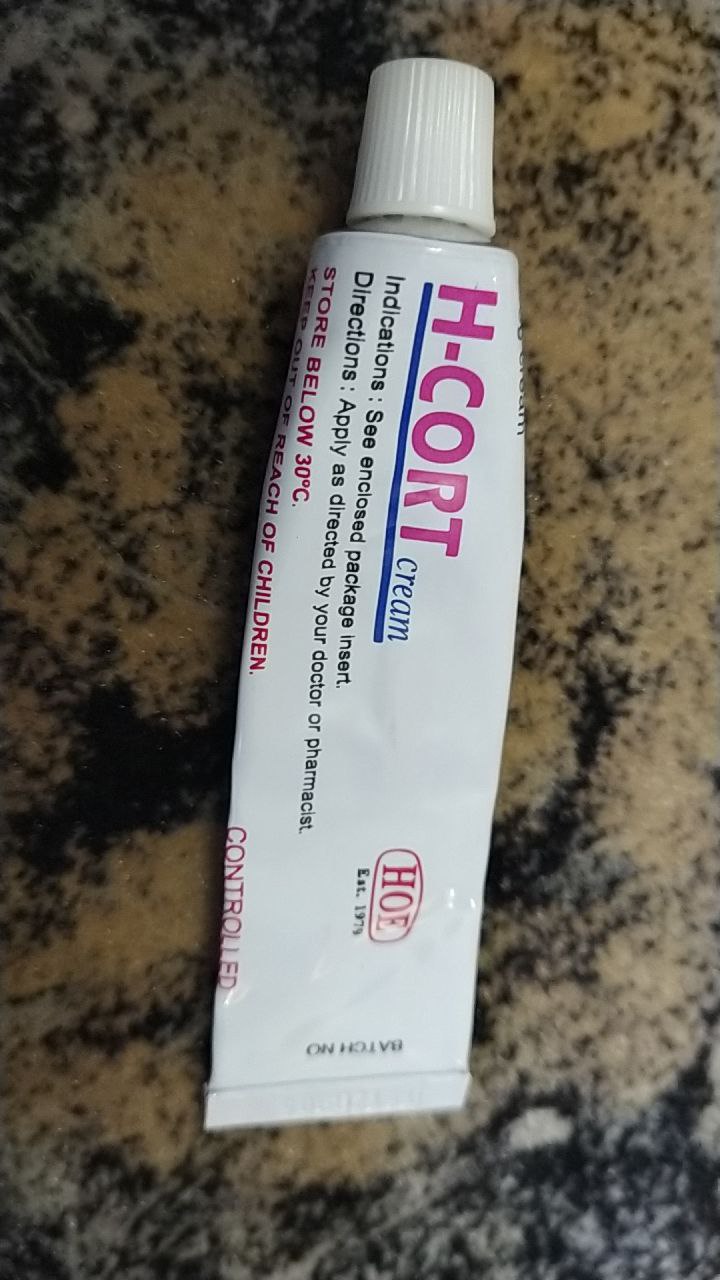 H-CORT cream
Indications : See enclosed package insert.
Directions : Apply as directed by your doctor or pharmacist.
STORE BELOW 30°C.
KEEP OUT OF REACH OF CHILDREN.
HOE
Est. 1979
CONTROLLED
BATCH NO
cream